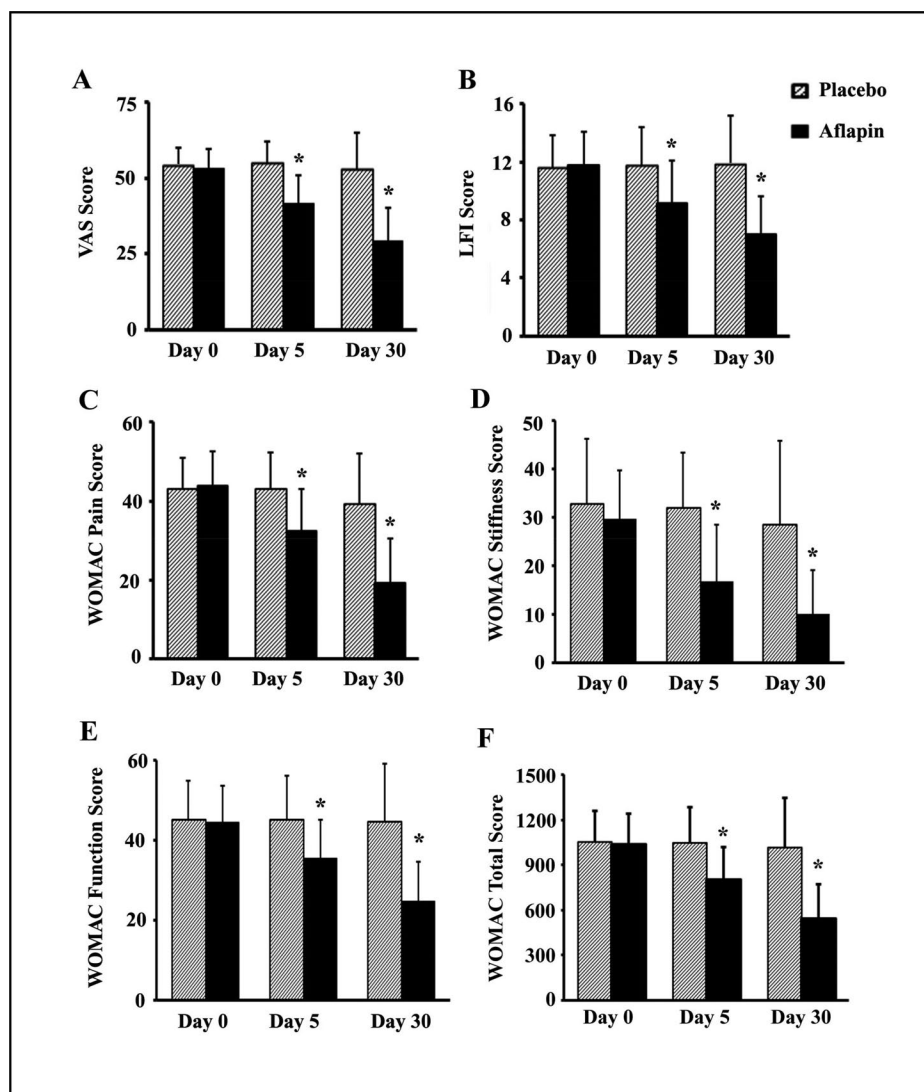 A
75
50
25
0
VAS Score
*
*
Day 0 Day 5 Day 30
B
16
12
8
4
0
LFI Score
*
*
Day 0 Day 5 Day 30
Placebo
Aflapin
C
60
40
20
0
WOMAC Pain Score
*
*
Day 0 Day 5 Day 30
D
50
40
30
20
10
0
WOMAC Stiffness Score
*
*
Day 0 Day 5 Day 30
E
60
40
20
0
WOMAC Function Score
*
*
Day 0 Day 5 Day 30
F
1500
1200
900
600
300
0
WOMAC Total Score
*
*
Day 0 Day 5 Day 30